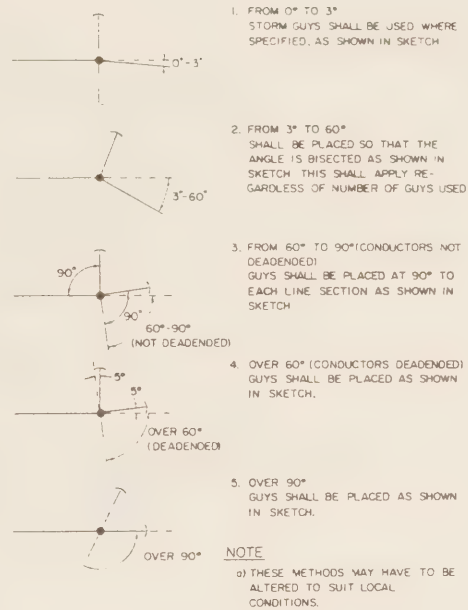 1. FROM 0° TO 3°
STORM GUYS SHALL BE USED WHERE
SPECIFIED, AS SHOWN IN SKETCH
0°-3°
2. FROM 3° TO 60°
SHALL BE PLACED SO THAT THE
ANGLE IS BISECTED AS SHOWN IN
SKETCH THIS SHALL APPLY RE-
GARDLESS OF NUMBER OF GUYS USED
3°-60°
3. FROM 60° TO 90° (CONDUCTORS NOT
DEADENDED)
GUYS SHALL BE PLACED AT 90° TO
EACH LINE SECTION AS SHOWN IN
SKETCH
90°
90°
60°-90°
(NOT DEADENDED)
4. OVER 60° (CONDUCTORS DEADENDED)
GUYS SHALL BE PLACED AS SHOWN
IN SKETCH.
5°
5°
OVER 60°
(DEADENDED)
5. OVER 90°
GUYS SHALL BE PLACED AS SHOWN
IN SKETCH.
OVER 90°
NOTE
a) THESE METHODS MAY HAVE TO BE
ALTERED TO SUIT LOCAL
CONDITIONS.